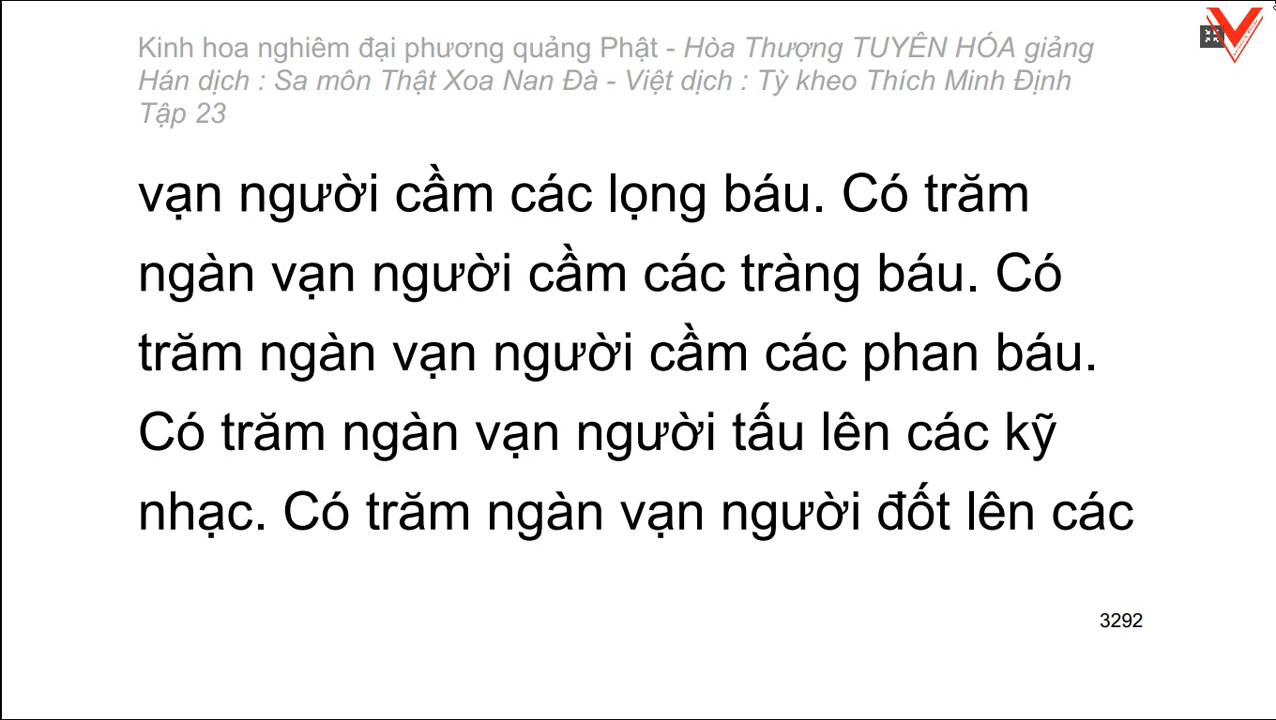 Kinh hoa nghiêm đại phương quảng Phật - Hòa Thượng TUYÊN HÓA giảng
Hán dịch : Sa môn Thật Xoa Nan Đà - Việt dịch : Tỳ kheo Thích Minh Định
Tập 23
vạn người cầm các lọng báu. Có trăm
ngàn vạn người cầm các tràng báu. Có
trăm ngàn vạn người cầm các phan báu.
Có trăm ngàn vạn người tấu lên các kỹ
nhạc. Có trăm ngàn vạn người đốt lên các
3292